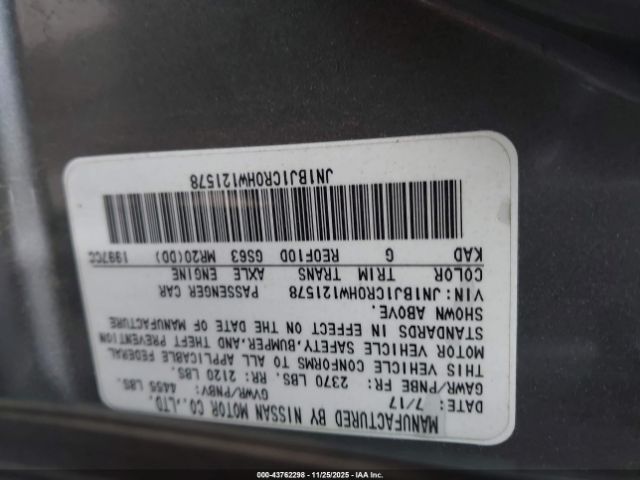 MANUFACTURED BY NISSAN MOTOR CO.,LTD.
DATE: 7/17 GVWR/PNBV: 4455 LBS.
GAWR/PNBE FR: 2370 LBS. RR: 2120 LBS.
THIS VEHICLE CONFORMS TO ALL APPLICABLE FEDERAL
MOTOR VEHICLE SAFETY,BUMPER,AND THEFT PREVENTION
STANDARDS IN EFFECT ON THE DATE OF MANUFACTURE
SHOWN ABOVE.
VIN:JN1BJ1CR0HW121578 PASSENGER CAR
COLOR TRIM TRANS AXLE ENGINE
KAD G RE0F10D GS63 MR20(DD) 1997CC
JN1BJ1CR0HW121578
000-43762298 - 11/25/2025 - IAA Inc.